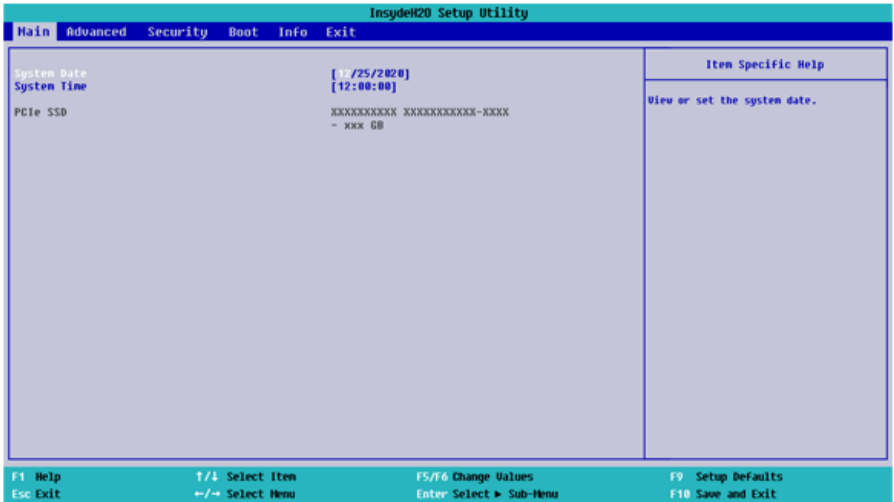 InsydeH2O Setup Utility
Main Advanced Security Boot Info Exit
System Date [12/25/2020]
System Time [12:00:00]
PCIe SSD XXXXXXXXXX XXXXXXXXXXX-XXXX
- xxx GB
Item Specific Help
View or set the system date.
F1 Help ↑/↓ Select Item F5/F6 Change Values F9 Setup Defaults
Esc Exit ←/→ Select Menu Enter Select ► Sub-Menu F10 Save and Exit